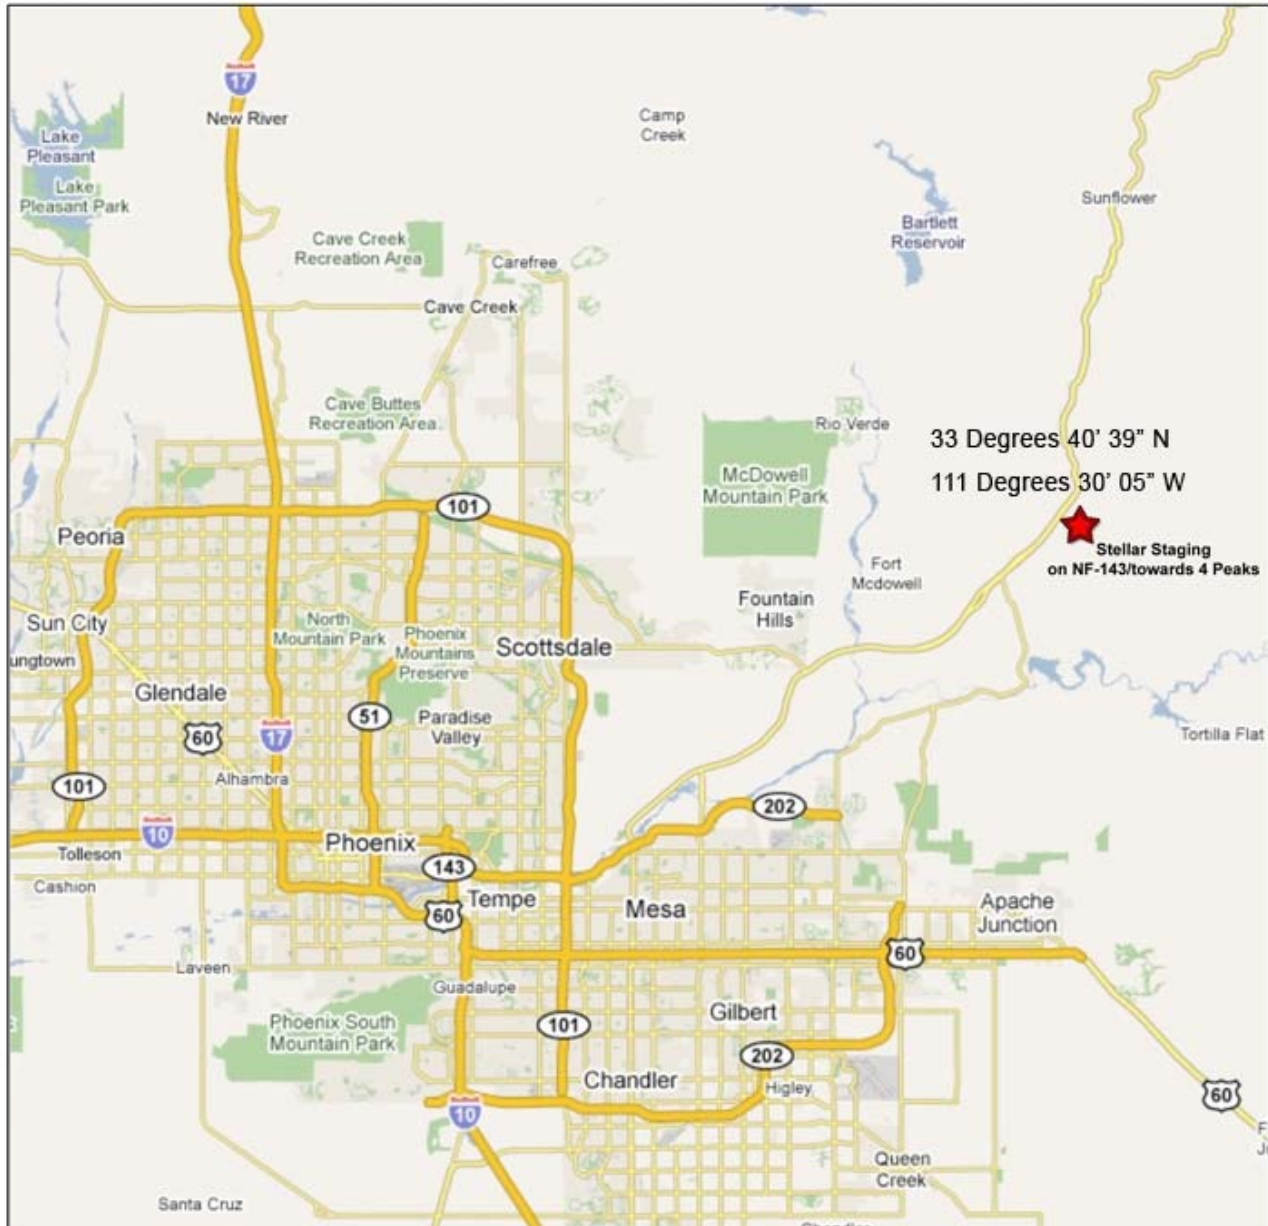 17
New River
Camp
Creek
Lake
Pleasant
Lake
Pleasant Park
Sunflower
Bartlett
Reservoir
Cave Creek
Recreation Area
Carefree
Cave Creek
Cave Buttes
Recreation Area
Rio Verde
33 Degrees 40' 39" N
111 Degrees 30' 05" W
McDowell
Mountain Park
101
Peoria
Stellar Staging
on NF-143/towards 4 Peaks
Fort
Mcdowell
Fountain
Hills
North
Mountain Park
Phoenix
Mountains
Preserve
Scottsdale
Sun City
ungtown
Glendale
51
Paradise
Valley
60
17
Tortilla Flat
Alhambra
101
202
10
Phoenix
Tolleson
143
Cashion
Tempe
60
Mesa
Apache
Junction
60
Laveen
Guadalupe
Gilbert
Phoenix South
Mountain Park
101
202
Chandler
Higley
60
10
Queen
Creek
Santa Cruz